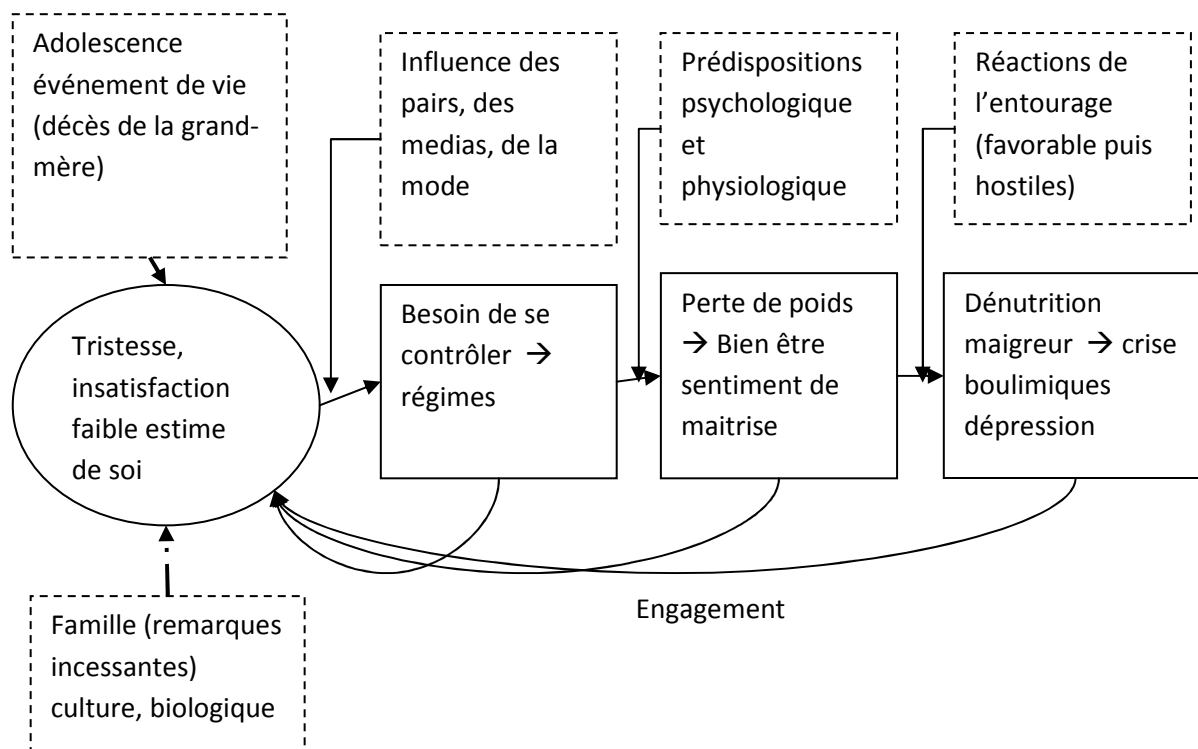 Adolescence
événement de vie
(décès de la grand-
mère)
Influence des
pairs, des
medias, de la
mode
Prédispositions
psychologique
et
physiologique
Réactions de
l’entourage
(favorable puis
hostiles)
Tristesse,
insatisfaction
faible estime
de soi
Besoin de se
contrôler →
régimes
Perte de poids
→ Bien être
sentiment de
maitrise
Dénutrition
maigreur → crise
boulimiques
dépression
Engagement
Famille (remarques
incessantes)
culture, biologique